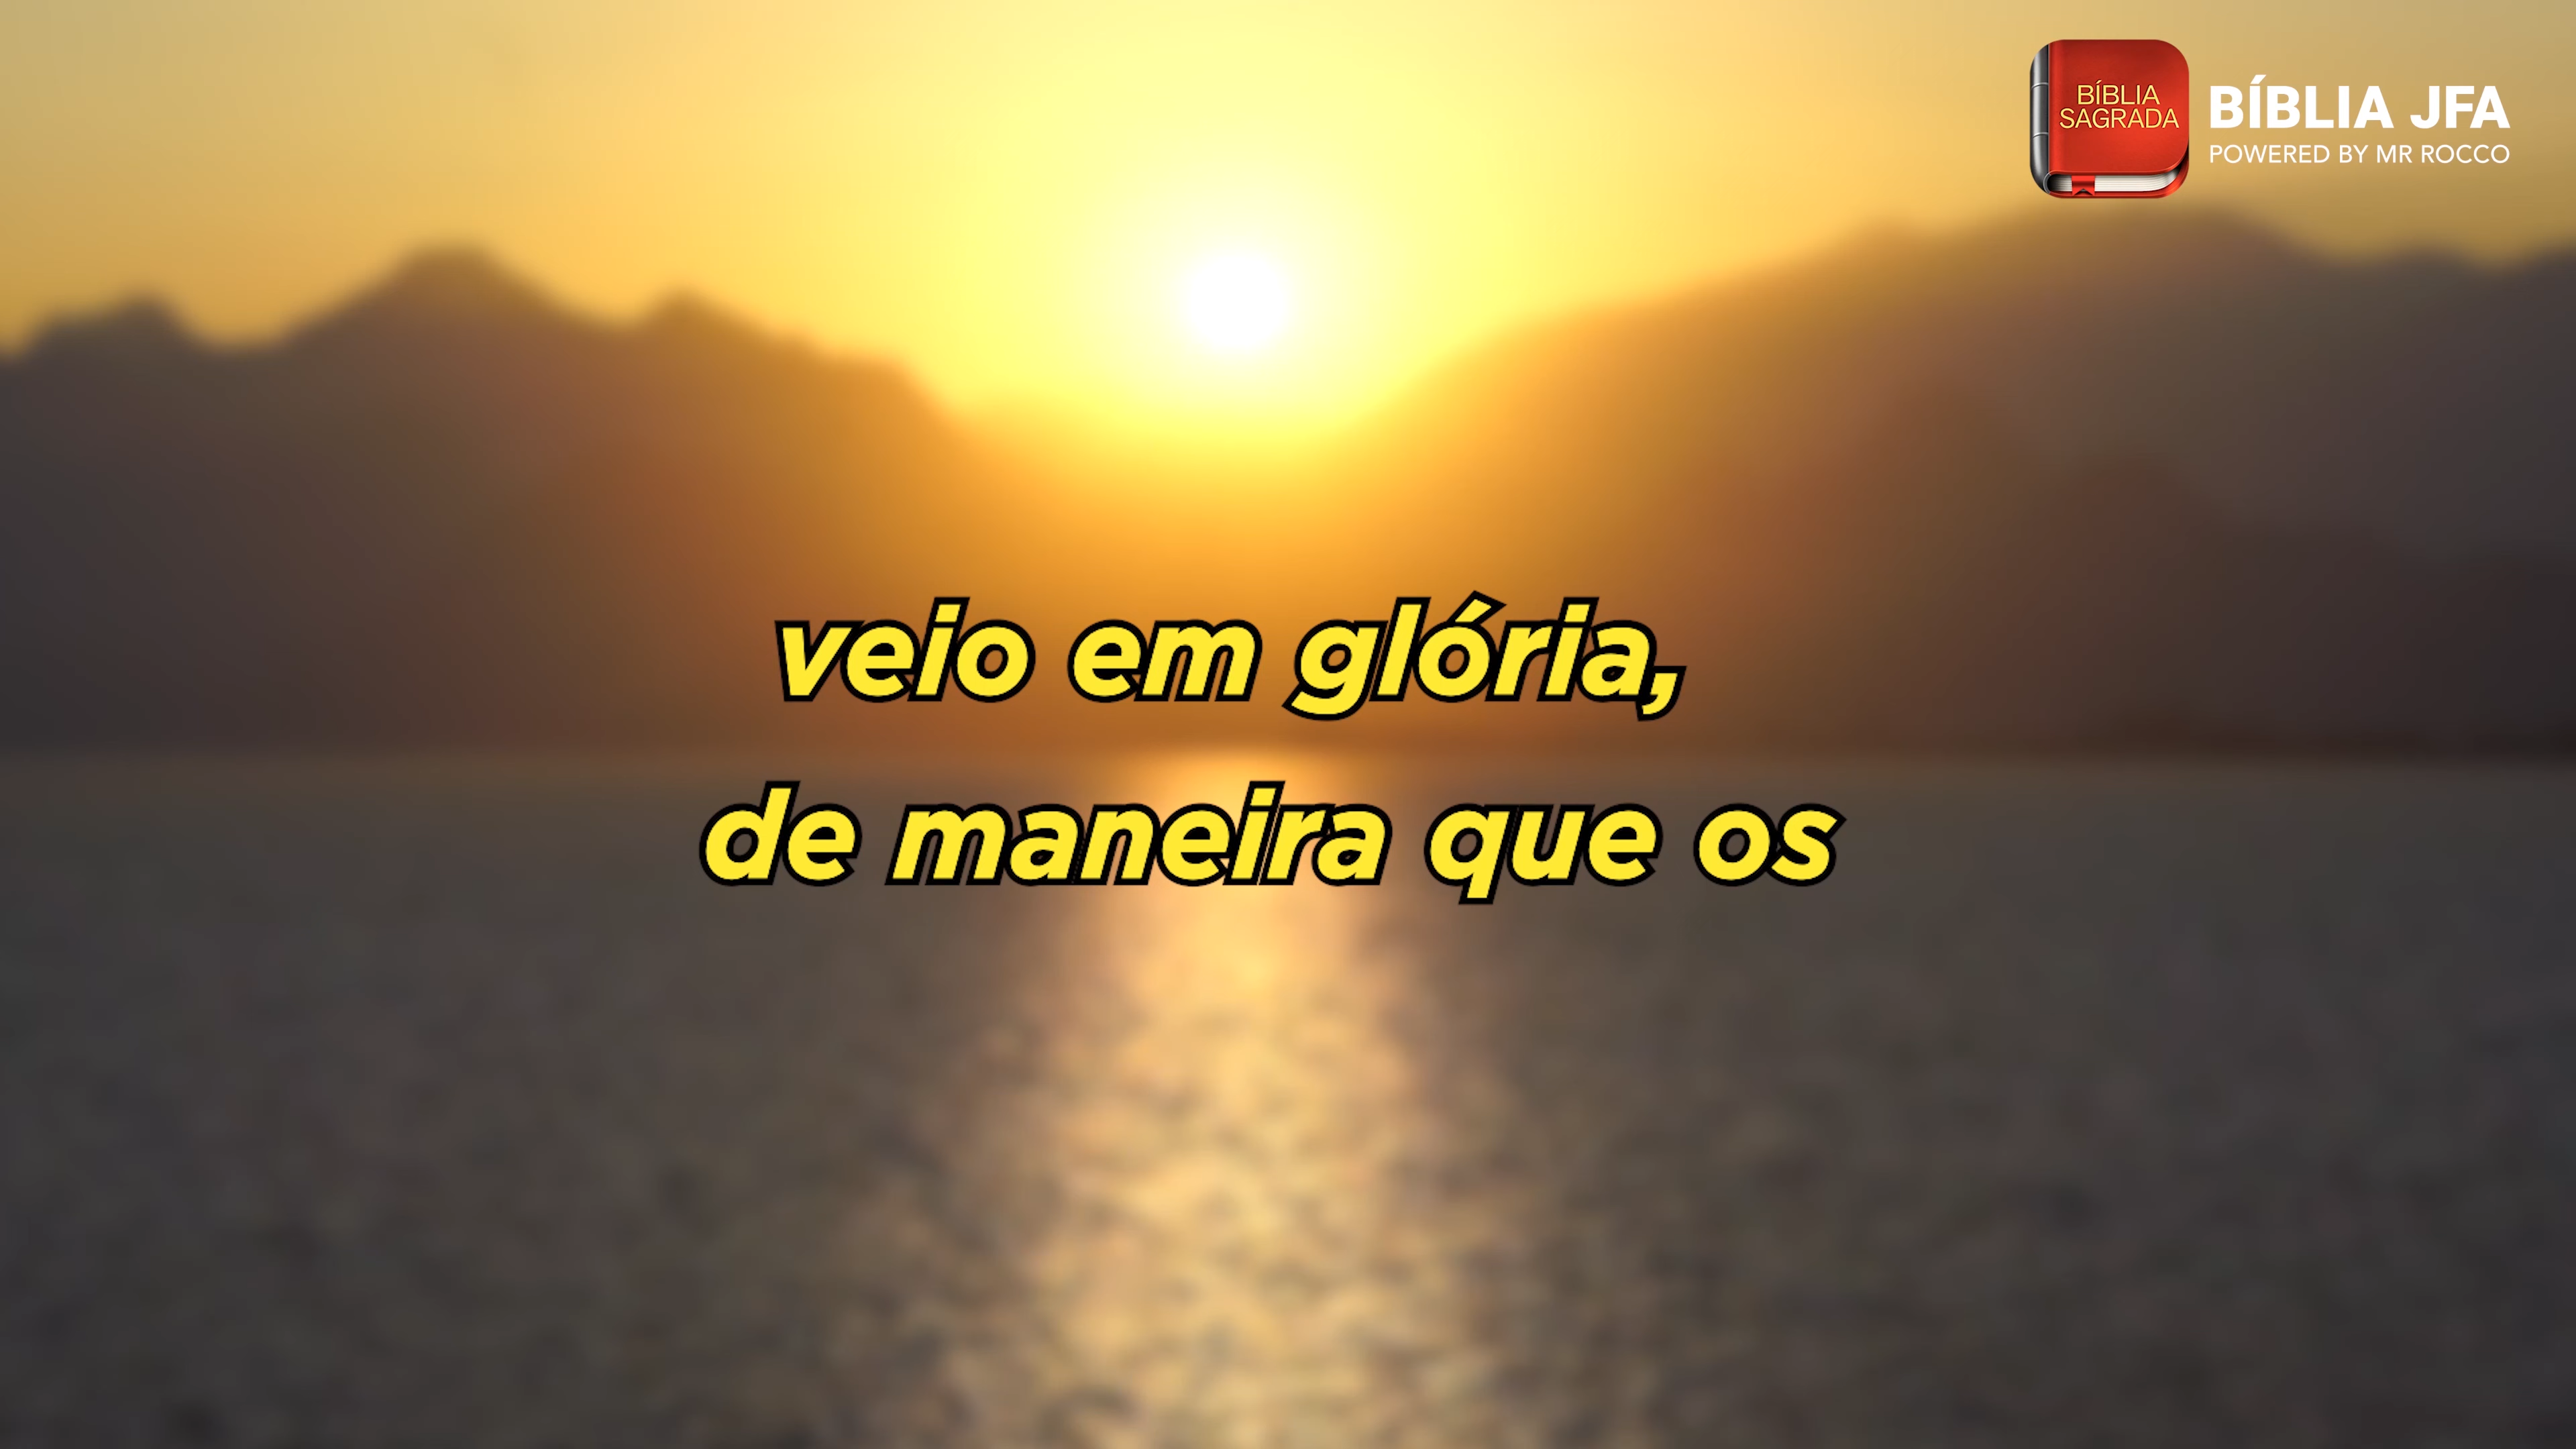 BÍBLIA
SAGRADA
BÍBLIA JFA
POWERED BY MR ROCCO
veio em glória,
de maneira que os